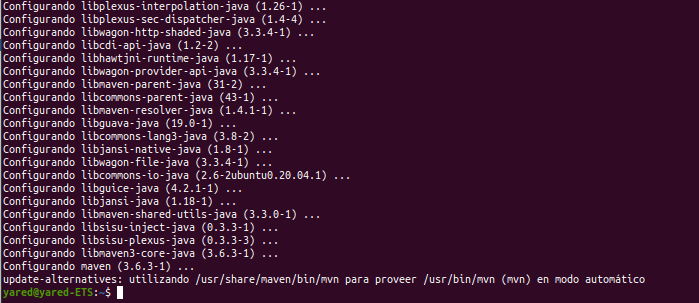 Configurando libplexus-interpolation-java (1.26-1) ...
Configurando libplexus-sec-dispatcher-java (1.4-4) ...
Configurando libwagon-http-shaded-java (3.3.4-1) ...
Configurando libcdi-api-java (1.2-2) ...
Configurando libhawtjni-runtime-java (1.17-1) ...
Configurando libwagon-provider-api-java (3.3.4-1) ...
Configurando libmaven-parent-java (31-2) ...
Configurando libcommons-parent-java (43-1) ...
Configurando libmaven-resolver-java (1.4.1-1) ...
Configurando libguava-java (19.0-1) ...
Configurando libcommons-lang3-java (3.8-2) ...
Configurando libjansi-native-java (1.8-1) ...
Configurando libwagon-file-java (3.3.4-1) ...
Configurando libcommons-io-java (2.6-2ubuntu0.20.04.1) ...
Configurando libguice-java (4.2.1-1) ...
Configurando libjansi-java (1.18-1) ...
Configurando libmaven-shared-utils-java (3.3.0-1) ...
Configurando libsisu-inject-java (0.3.3-1) ...
Configurando libsisu-plexus-java (0.3.3-3) ...
Configurando libmaven3-core-java (3.6.3-1) ...
Configurando maven (3.6.3-1) ...
update-alternatives: utilizando /usr/share/maven/bin/mvn para proveer /usr/bin/mvn (mvn) en modo automático
yared@yared-ETS:~$